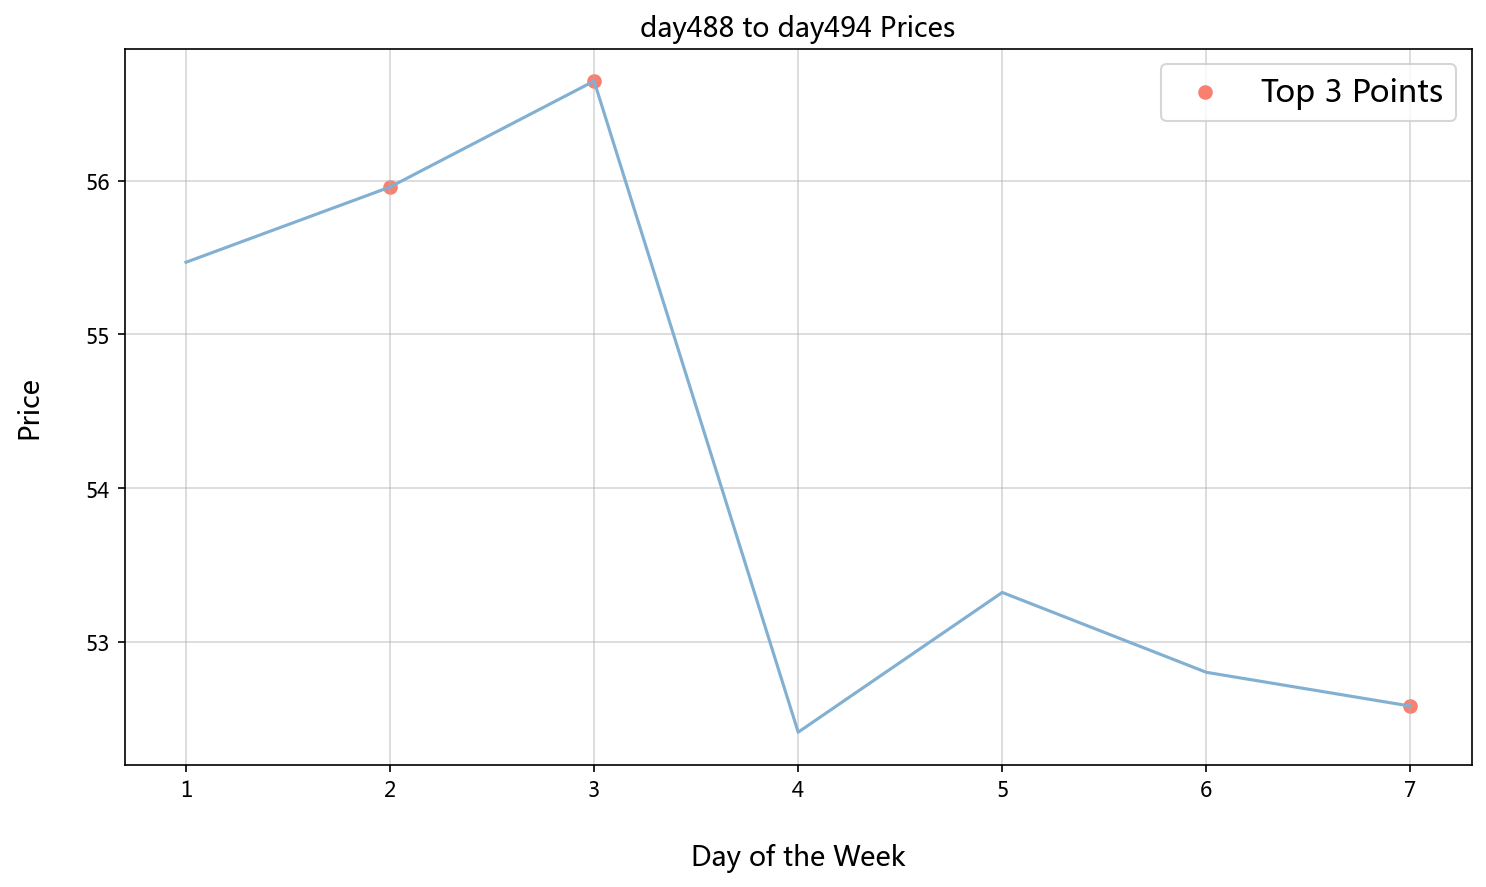 day488 to day494 Prices
Top 3 Points
Price
56
55
54
53
1 2 3 4 5 6 7
Day of the Week